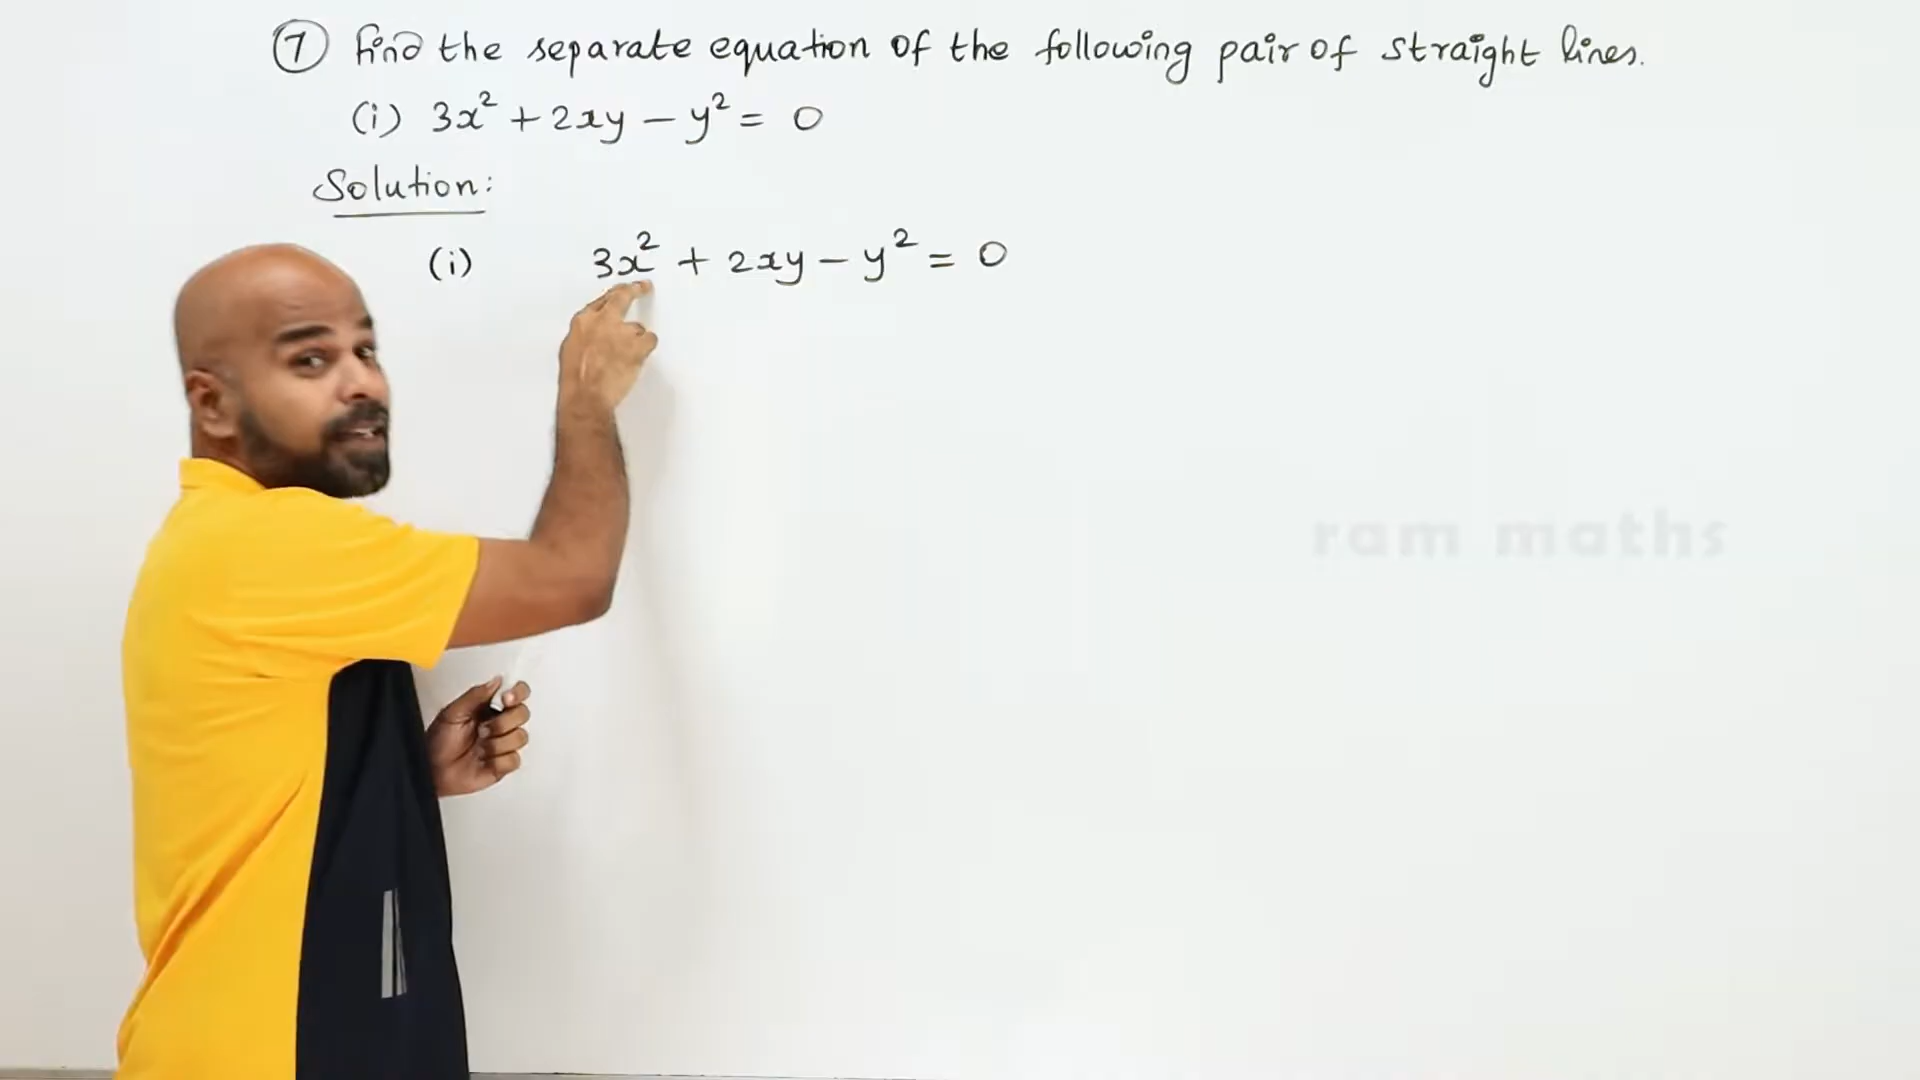 7 Find the separate equation of the following pair of straight lines.
(i) 3x² + 2xy − y² = 0
Solution:
(i) 3x² + 2xy − y² = 0
ram maths